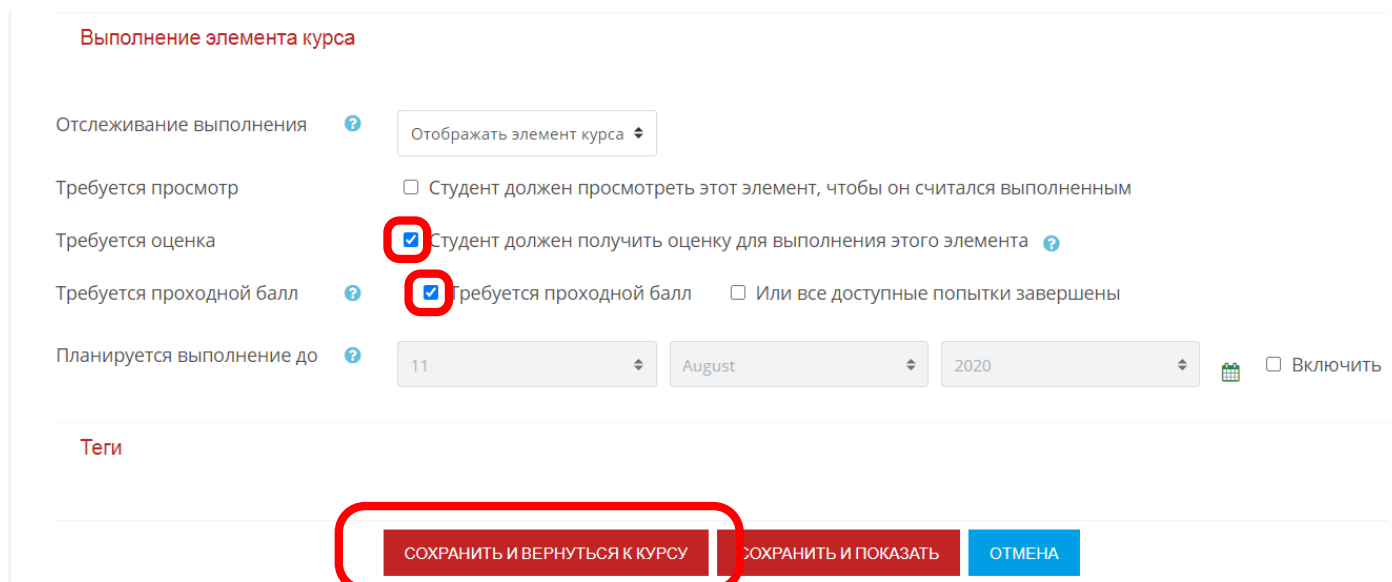 Выполнение элемента курса
Отслеживание выполнения ? Отображать элемент курса
Требуется просмотр Студент должен просмотреть этот элемент, чтобы он считался выполненным
Требуется оценка Студент должен получить оценку для выполнения этого элемента ?
Требуется проходной балл ? Требуется проходной балл Или все доступные попытки завершены
Планируется выполнение до ? 11 August 2020 Включить
Теги
СОХРАНИТЬ И ВЕРНУТЬСЯ К КУРСУ СОХРАНИТЬ И ПОКАЗАТЬ ОТМЕНА